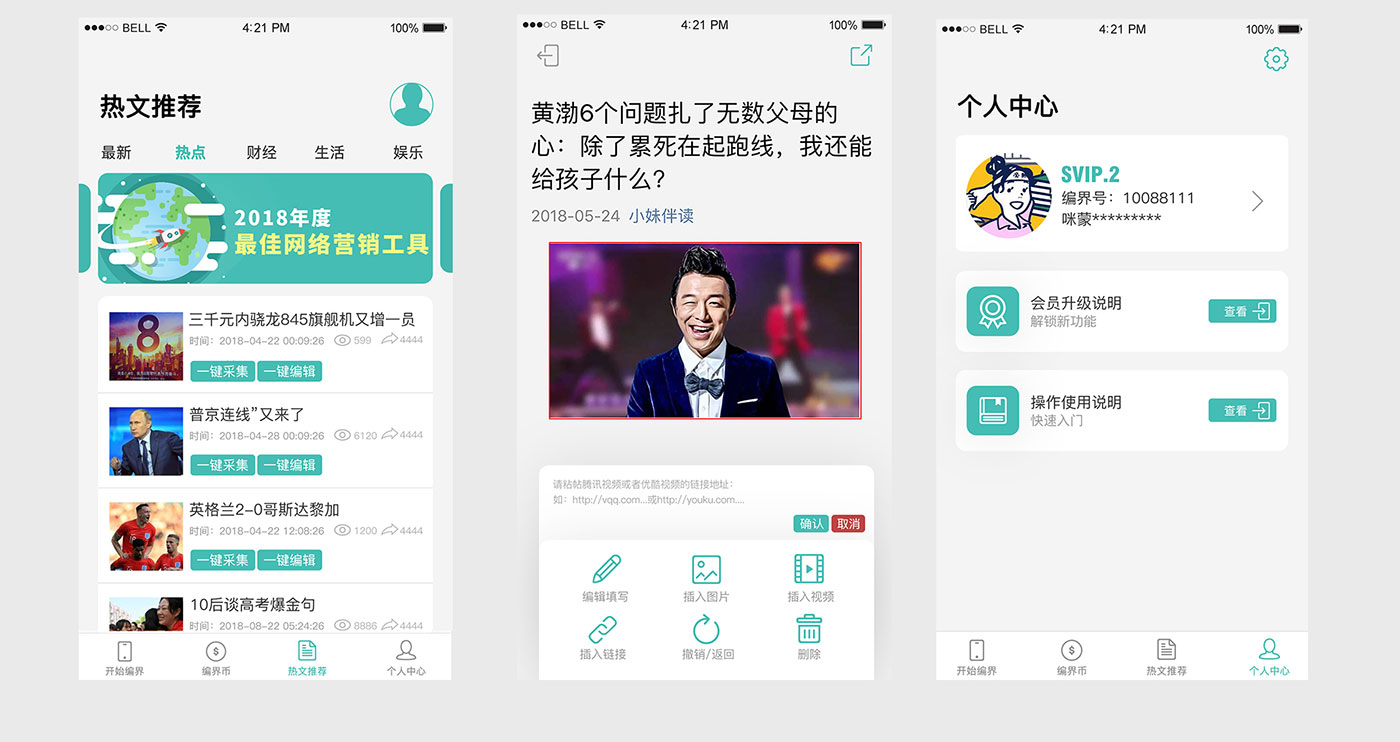 BELL 4:21 PM 100%
热文推荐
最新 热点 财经 生活 娱乐
2018年度
最佳网络营销工具
8
三千元内骁龙845旗舰机又增一员
时间：2018-04-22 00:09:26 599 4444
一键采集 一键编辑
普京连线”又来了
时间：2018-04-28 00:09:26 6120 4444
一键采集 一键编辑
英格兰2-0哥斯达黎加
时间：2018-04-22 12:08:26 1200 4444
一键采集 一键编辑
10后谈高考爆金句
时间：2018-08-22 05:24:26 8886 4444
开始编界 编界币 热文推荐 个人中心
BELL 4:21 PM 100%
黄渤6个问题扎了无数父母的
心：除了累死在起跑线，我还能
给孩子什么？
2018-05-24 小妹伴读
请粘帖腾讯视频或者优酷视频的链接地址：
如：http://vqq.com...或http://youku.com....
确认 取消
编辑填写 插入图片 插入视频
插入链接 撤销/返回 删除
BELL 4:21 PM 100%
个人中心
SVIP.2
编界号：10088111
咪蒙*********
会员升级说明
解锁新功能
查看
操作使用说明
快速入门
查看
开始编界 编界币 热文推荐 个人中心